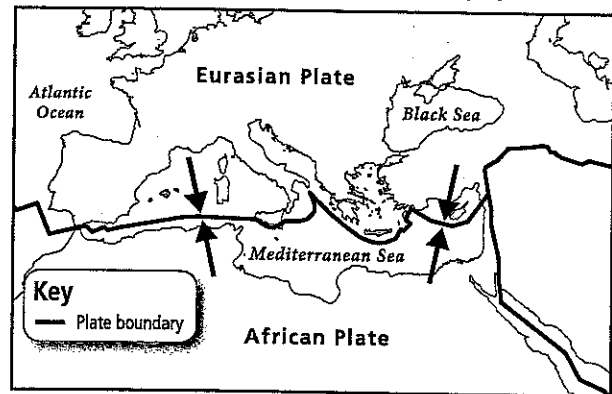 Eurasian Plate
Atlantic
Ocean
Black Sea
Mediterranean Sea
Key
Plate boundary
African Plate